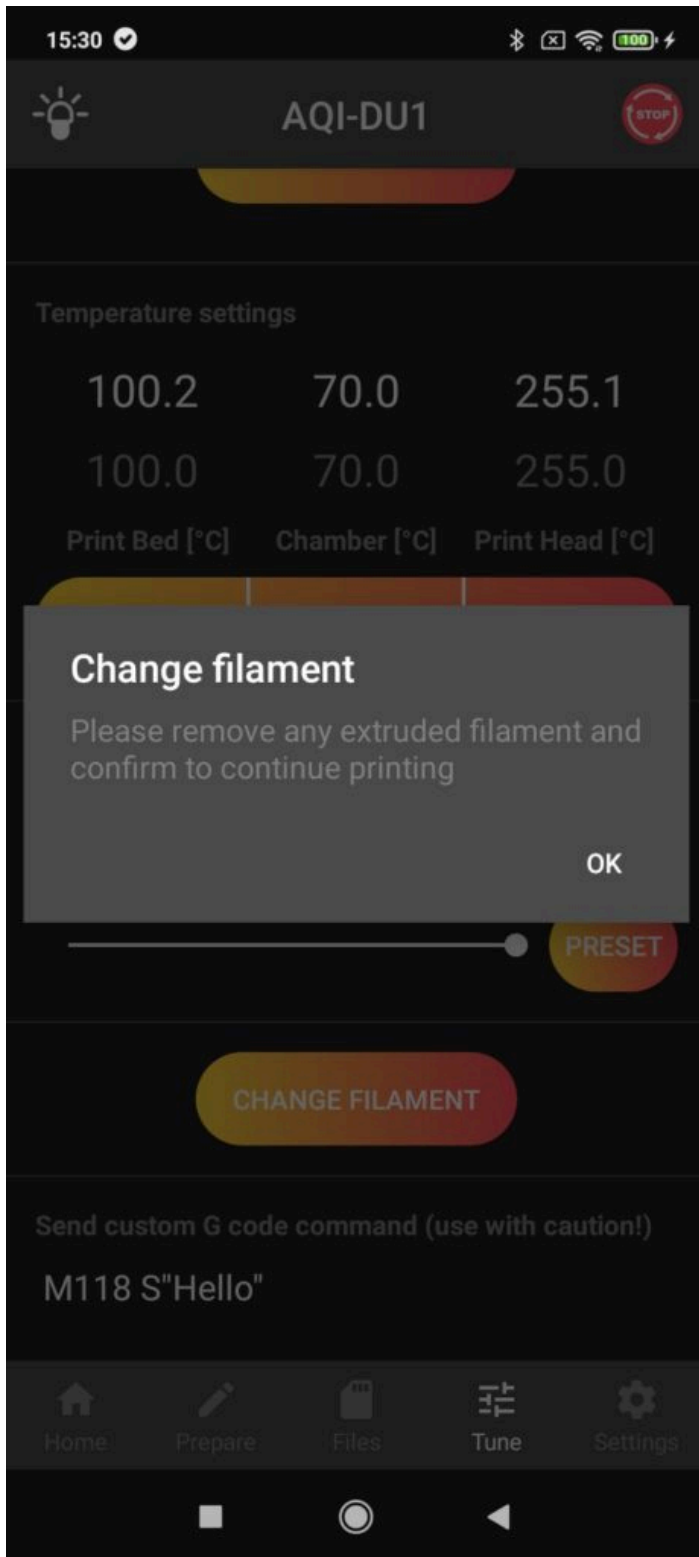 15:30
100
AQI-DU1
STOP
Temperature settings
100.2 70.0 255.1
100.0 70.0 255.0
Print Bed [°C] Chamber [°C] Print Head [°C]
Change filament
Please remove any extruded filament and
confirm to continue printing
OK
PRESET
CHANGE FILAMENT
Send custom G code command (use with caution!)
M118 S"Hello"
Home Prepare Files Tune Settings